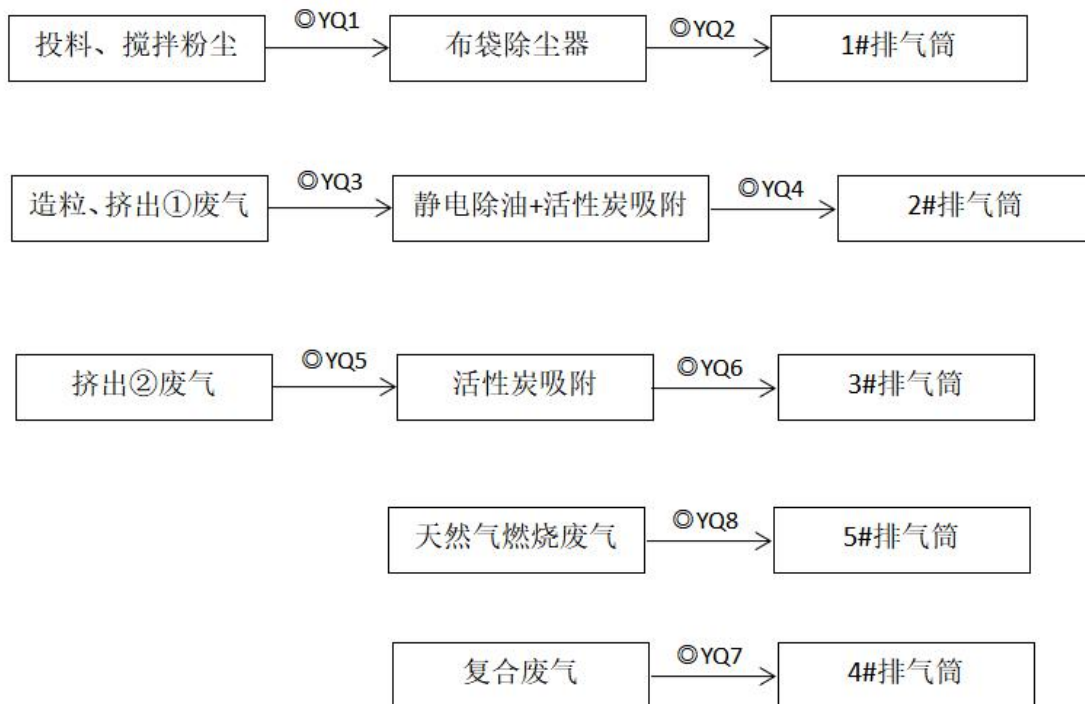 投料、搅拌粉尘 ◎YQ1 布袋除尘器 ◎YQ2 1#排气筒
造粒、挤出①废气 ◎YQ3 静电除油+活性炭吸附 ◎YQ4 2#排气筒
挤出②废气 ◎YQ5 活性炭吸附 ◎YQ6 3#排气筒
天然气燃烧废气 ◎YQ8 5#排气筒
复合废气 ◎YQ7 4#排气筒